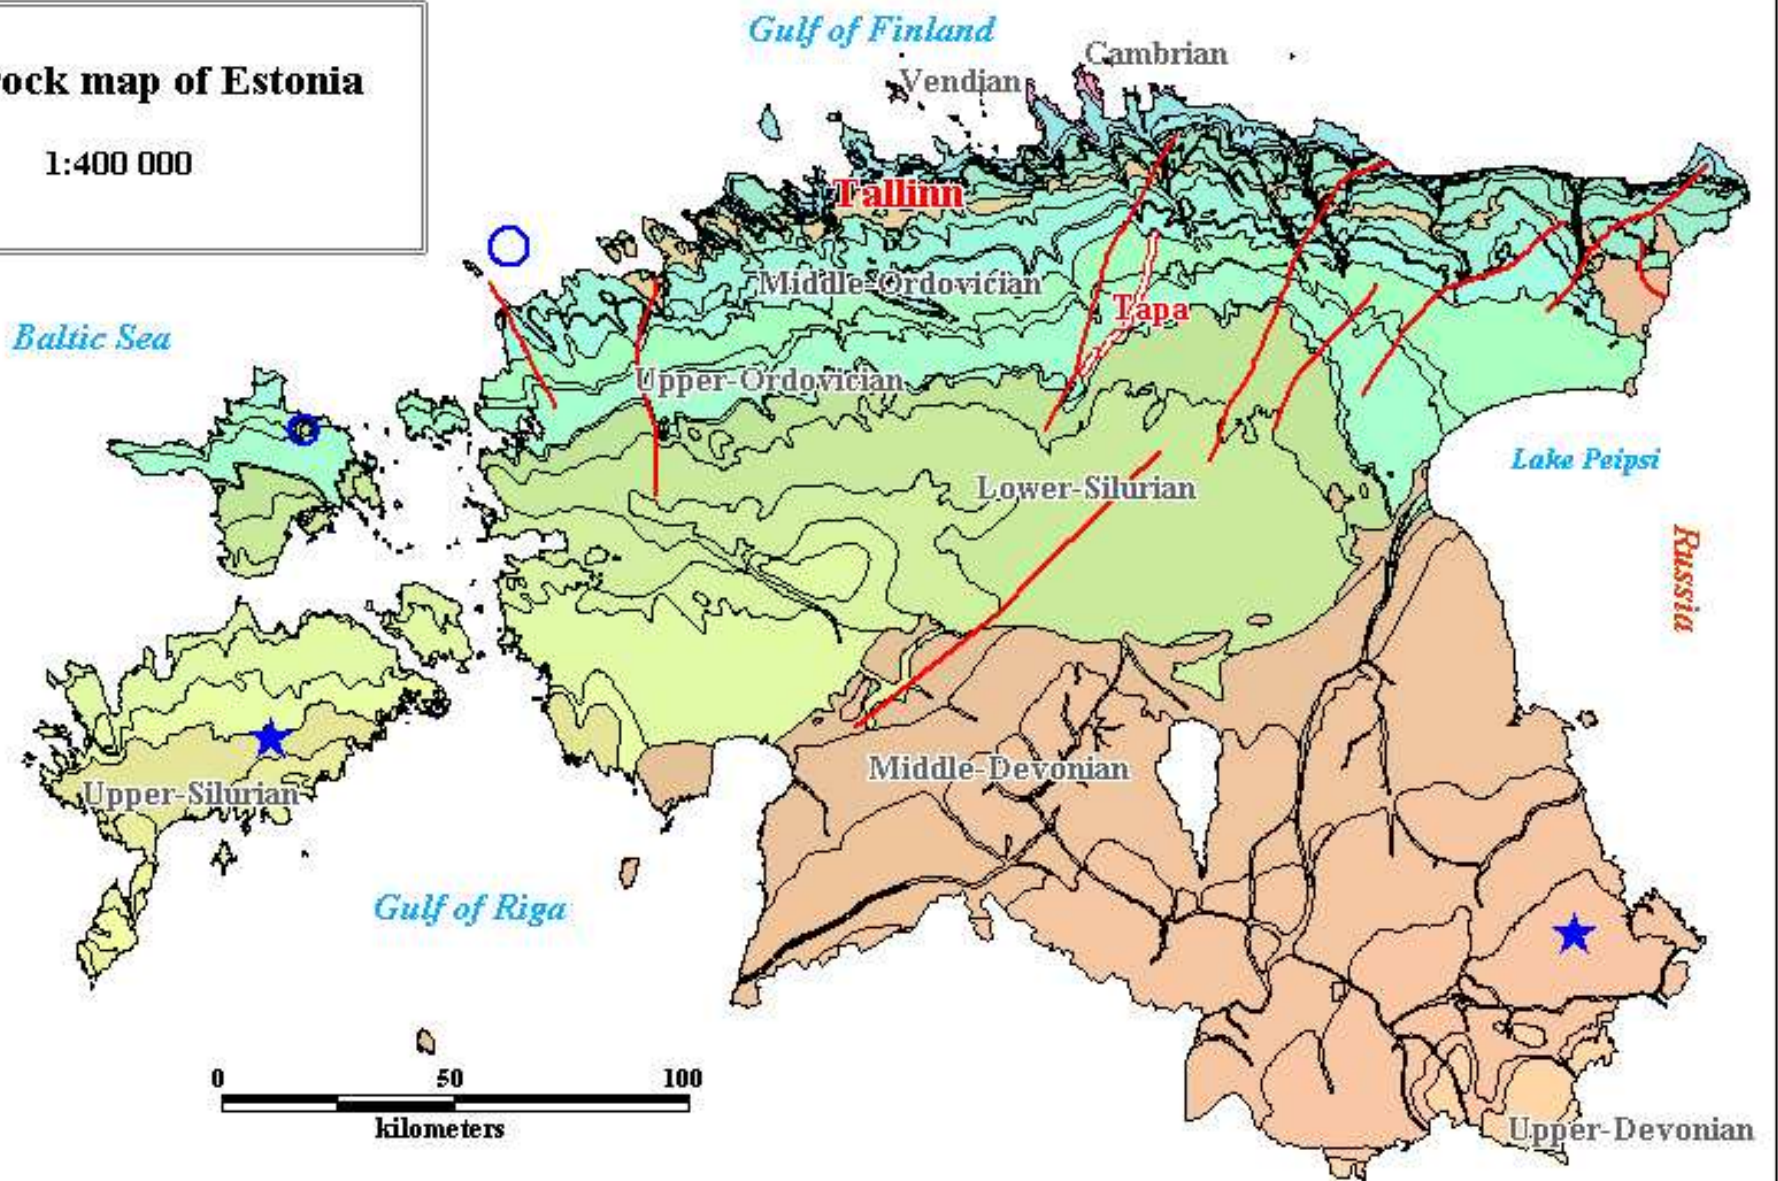 ock map of Estonia
1:400 000
Gulf of Finland
Cambrian
Vendian
Tallinn
Middle-Ordovician
Tapa
Baltic Sea
Upper-Ordovician
Lake Peipsi
Lower-Silurian
Russia
Middle-Devonian
Upper-Silurian
Gulf of Riga
0 50 100
kilometers
Upper-Devonian